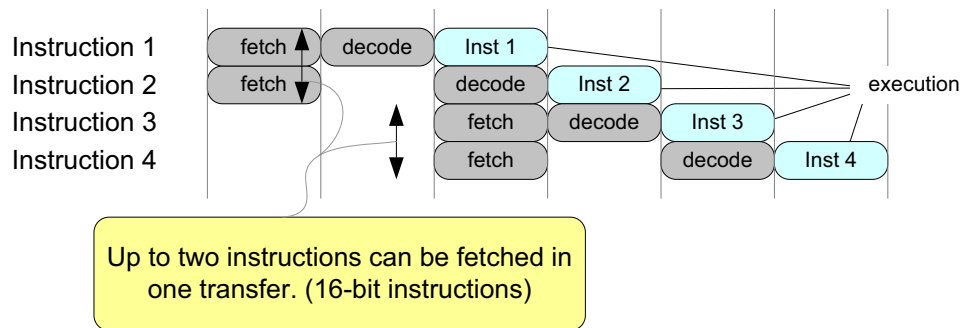 Instruction 1 fetch decode Inst 1
Instruction 2 fetch decode Inst 2 execution
Instruction 3 fetch decode Inst 3
Instruction 4 fetch decode Inst 4
Up to two instructions can be fetched in
one transfer. (16-bit instructions)